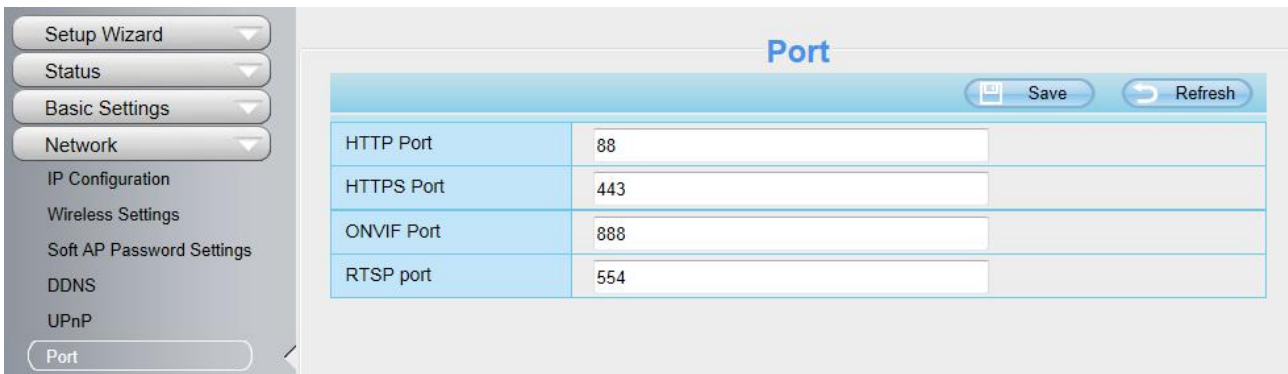 Setup Wizard
Status
Basic Settings
Network
IP Configuration
Wireless Settings
Soft AP Password Settings
DDNS
UPnP
Port
Port
Save Refresh
HTTP Port 88
HTTPS Port 443
ONVIF Port 888
RTSP port 554